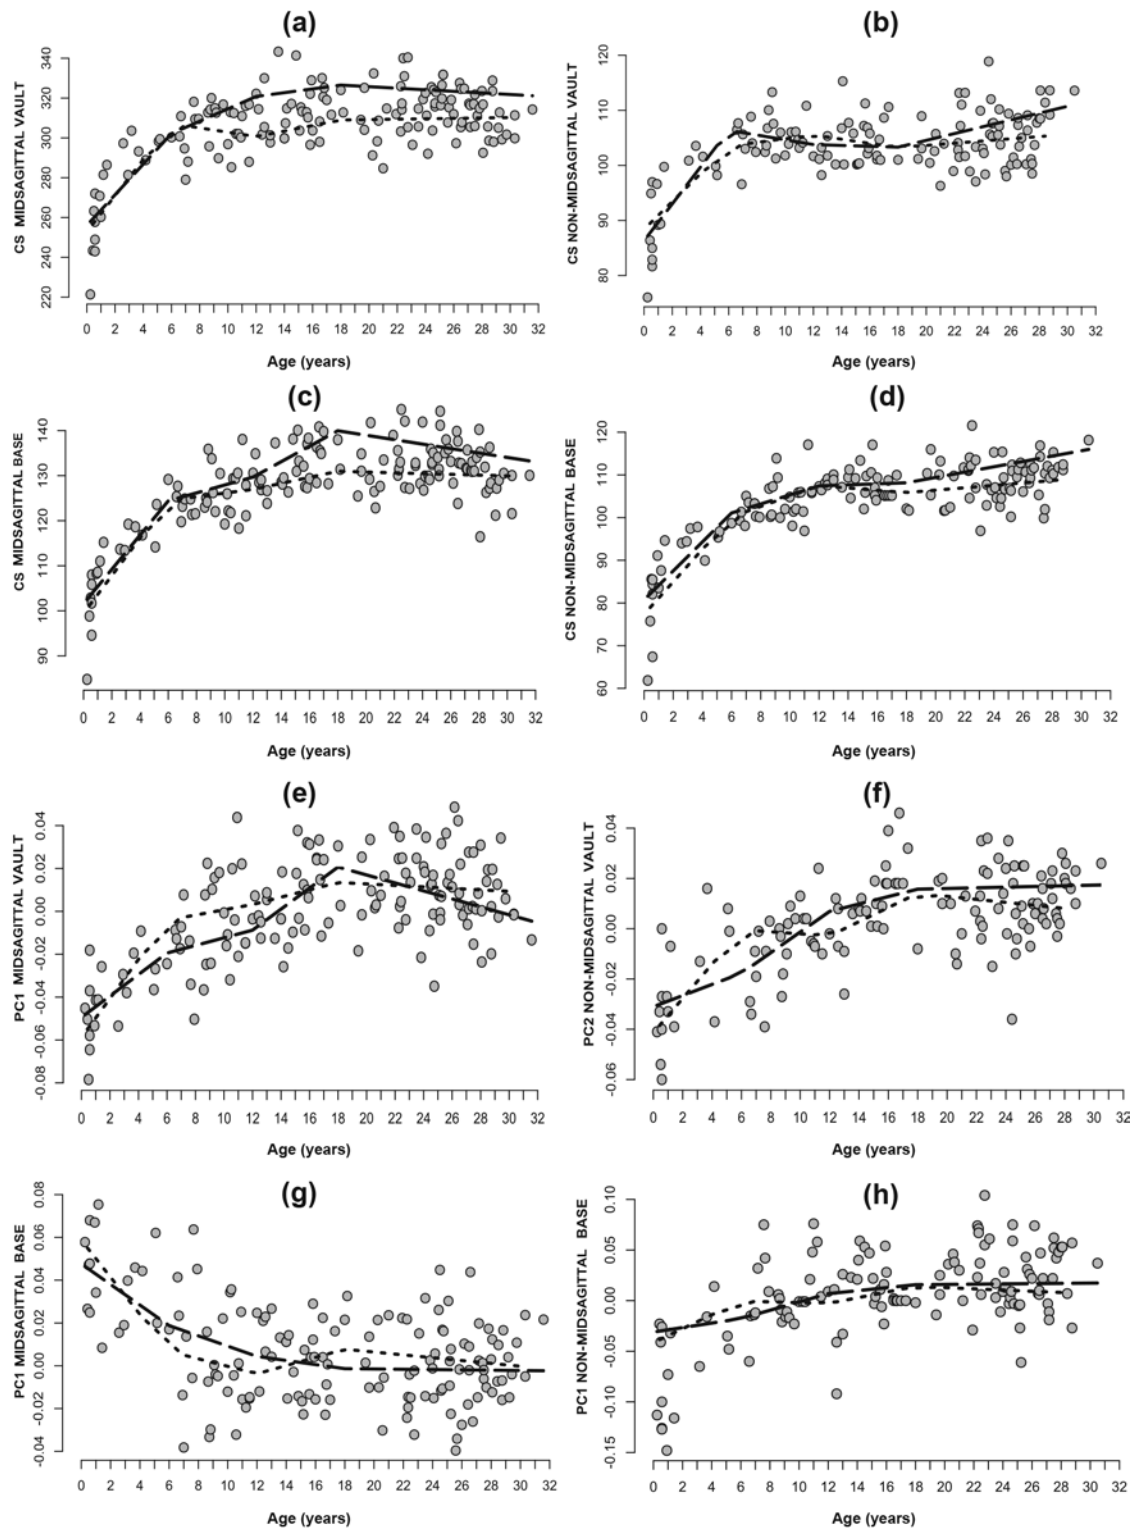 (a)
CS MIDSAGITTAL VAULT
340
320
300
280
260
240
220
0 2 4 6 8 10 12 14 16 18 20 22 24 26 28 30 32
Age (years)
(b)
CS NON-MIDSAGITTAL VAULT
120
110
100
90
80
0 2 4 6 8 10 12 14 16 18 20 22 24 26 28 30 32
Age (years)
(c)
CS MIDSAGITTAL BASE
140
130
120
110
100
90
0 2 4 6 8 10 12 14 16 18 20 22 24 26 28 30 32
Age (years)
(d)
CS NON-MIDSAGITTAL BASE
120
110
100
90
80
70
60
0 2 4 6 8 10 12 14 16 18 20 22 24 26 28 30 32
Age (years)
(e)
PC1 MIDSAGITTAL VAULT
0.04
0.02
0.00
-0.02
-0.04
-0.06
-0.08
0 2 4 6 8 10 12 14 16 18 20 22 24 26 28 30 32
Age (years)
(f)
PC2 NON-MIDSAGITTAL VAULT
0.04
0.02
0.00
-0.02
-0.04
-0.06
0 2 4 6 8 10 12 14 16 18 20 22 24 26 28 30 32
Age (years)
(g)
PC1 MIDSAGITTAL BASE
0.08
0.06
0.04
0.02
0.00
-0.02
-0.04
0 2 4 6 8 10 12 14 16 18 20 22 24 26 28 30 32
Age (years)
(h)
PC1 NON-MIDSAGITTAL BASE
0.10
0.05
0.00
-0.05
-0.10
-0.15
0 2 4 6 8 10 12 14 16 18 20 22 24 26 28 30 32
Age (years)